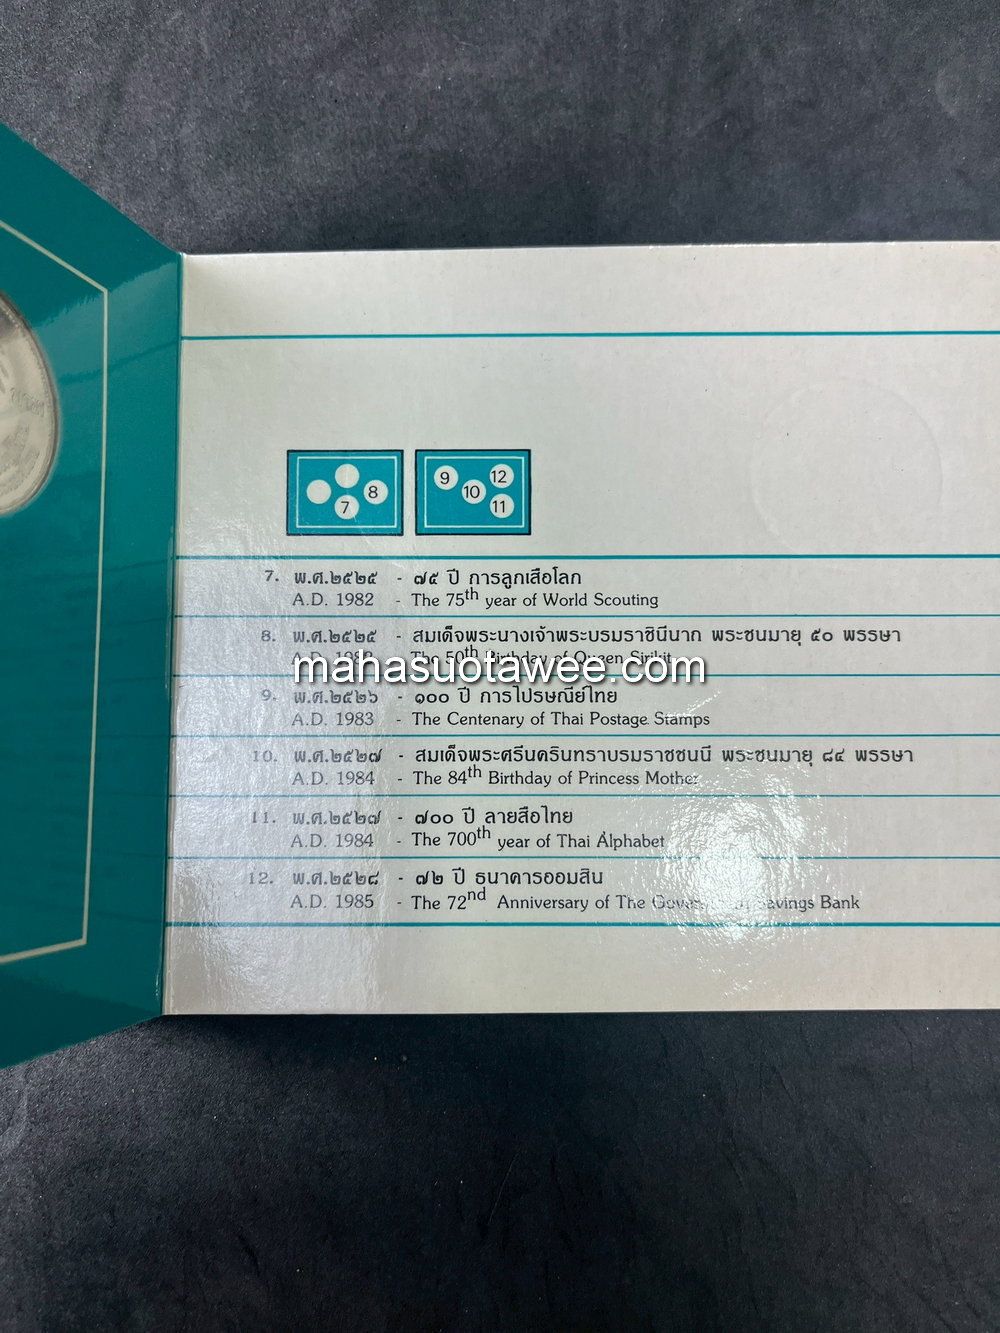 8
7
9
12
10
11
7. พ.ศ.๒๕๒๕ - ๗๕ ปี การลูกเสือโลก
A.D. 1982 - The 75th year of World Scouting
8. พ.ศ.๒๕๒๕ - สมเด็จพระนางเจ้าพระบรมราชินีนาถ พระชนมายุ ๕๐ พรรษา
A.D. 1982 - The 50th Birthday of Queen Sirikit
mahasuotawee.com
9. พ.ศ.๒๕๒๖ - ๑๐๐ ปี การไปรษณีย์ไทย
A.D. 1983 - The Centenary of Thai Postage Stamps
10. พ.ศ.๒๕๒๗ - สมเด็จพระศรีนครินทราบรมราชชนนี พระชนมายุ ๘๔ พรรษา
A.D. 1984 - The 84th Birthday of Princess Mother
11. พ.ศ.๒๕๒๗ - ๗๐๐ ปี ลายสือไทย
A.D. 1984 - The 700th year of Thai Alphabet
12. พ.ศ.๒๕๒๘ - ๗๒ ปี ธนาคารออมสิน
A.D. 1985 - The 72nd Anniversary of The Government Savings Bank